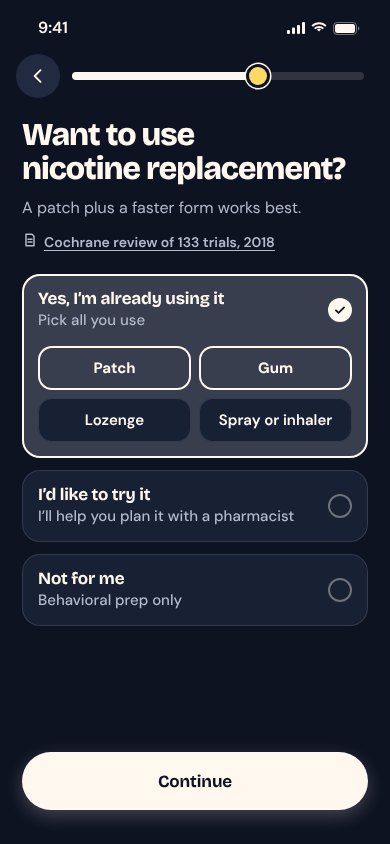 9:41
Want to use
nicotine replacement?
A patch plus a faster form works best.
Cochrane review of 133 trials, 2018
Yes, I’m already using it
Pick all you use
Patch
Gum
Lozenge
Spray or inhaler
I’d like to try it
I’ll help you plan it with a pharmacist
Not for me
Behavioral prep only
Continue